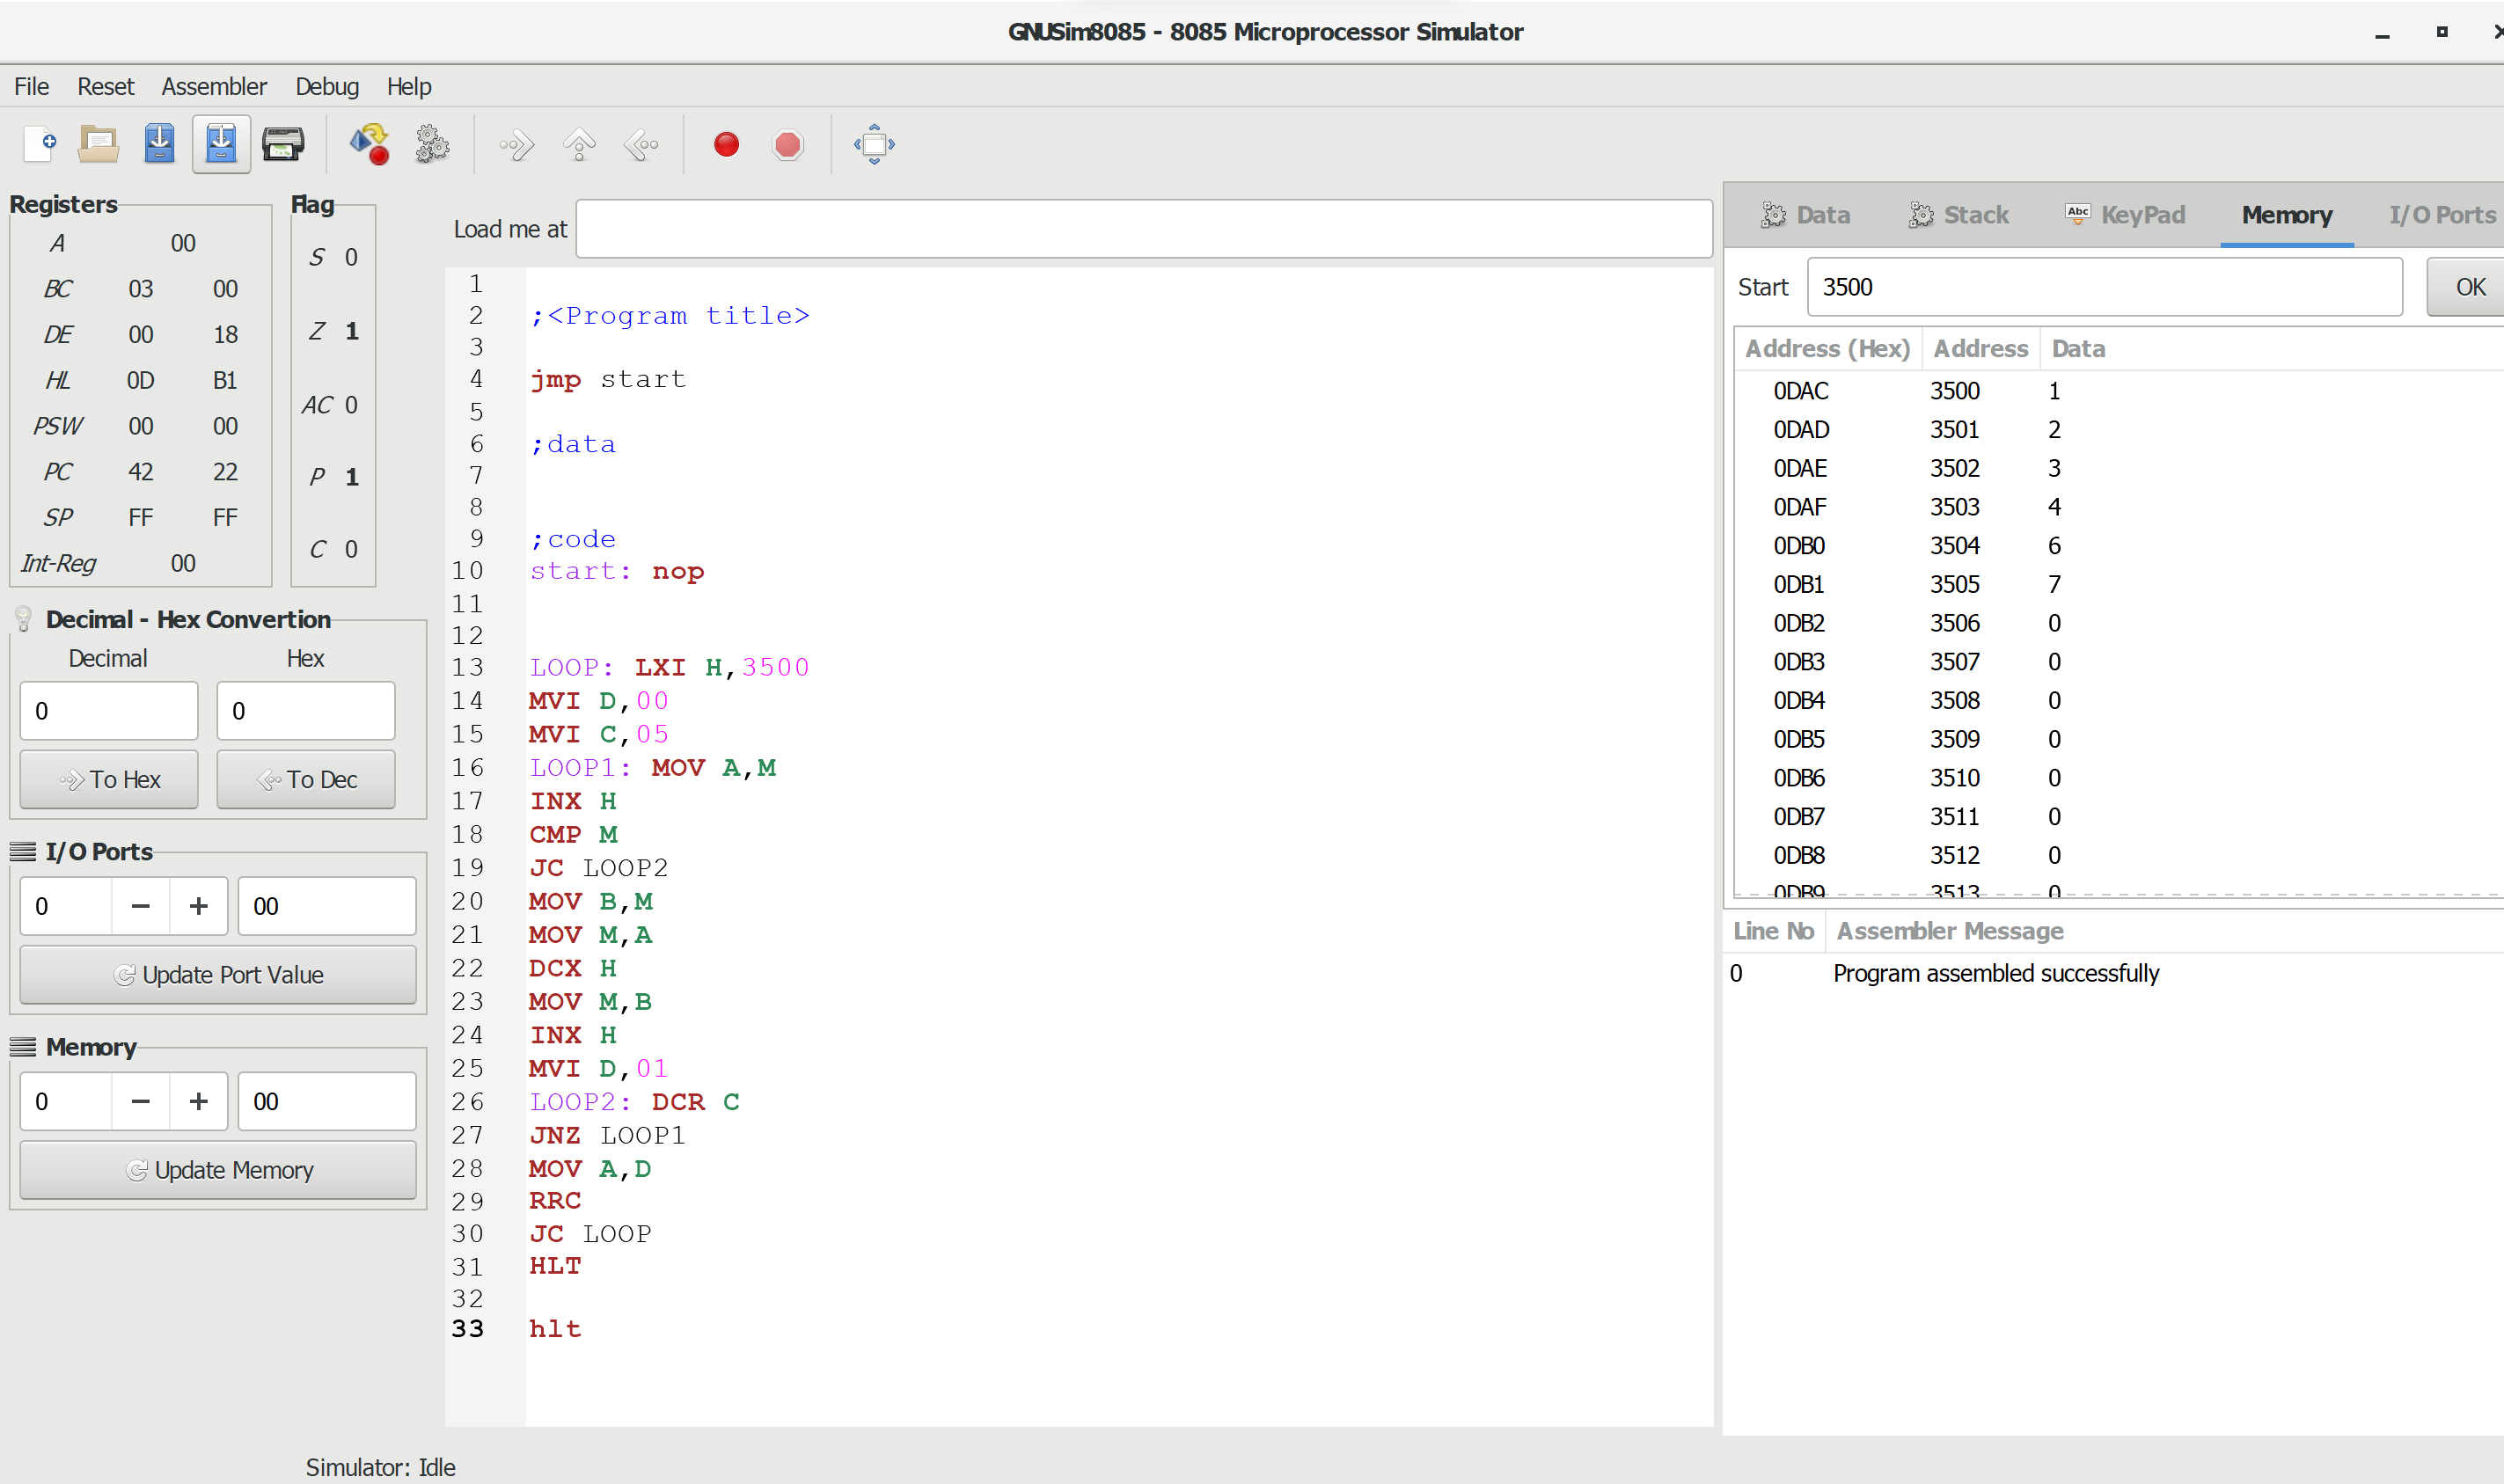 GNUSim8085 - 8085 Microprocessor Simulator
File Reset Assembler Debug Help
Registers
A 00
BC 03 00
DE 00 18
HL 0D B1
PSW 00 00
PC 42 22
SP FF FF
Int-Reg 00
Flag
S 0
Z 1
AC 0
P 1
C 0
Decimal - Hex Convertion
Decimal Hex
0 0
To Hex To Dec
I/O Ports
0 − + 00
Update Port Value
Memory
0 − + 00
Update Memory
Load me at
1
2 ;<Program title>
3
4 jmp start
5
6 ;data
7
8
9 ;code
10 start: nop
11
12
13 LOOP: LXI H,3500
14 MVI D,00
15 MVI C,05
16 LOOP1: MOV A,M
17 INX H
18 CMP M
19 JC LOOP2
20 MOV B,M
21 MOV M,A
22 DCX H
23 MOV M,B
24 INX H
25 MVI D,01
26 LOOP2: DCR C
27 JNZ LOOP1
28 MOV A,D
29 RRC
30 JC LOOP
31 HLT
32
33 hlt
Data Stack Abc KeyPad Memory I/O Ports
Start 3500 OK
Address (Hex) Address Data
0DAC 3500 1
0DAD 3501 2
0DAE 3502 3
0DAF 3503 4
0DB0 3504 6
0DB1 3505 7
0DB2 3506 0
0DB3 3507 0
0DB4 3508 0
0DB5 3509 0
0DB6 3510 0
0DB7 3511 0
0DB8 3512 0
0DB9 3513 0
Line No Assembler Message
0 Program assembled successfully
Simulator: Idle